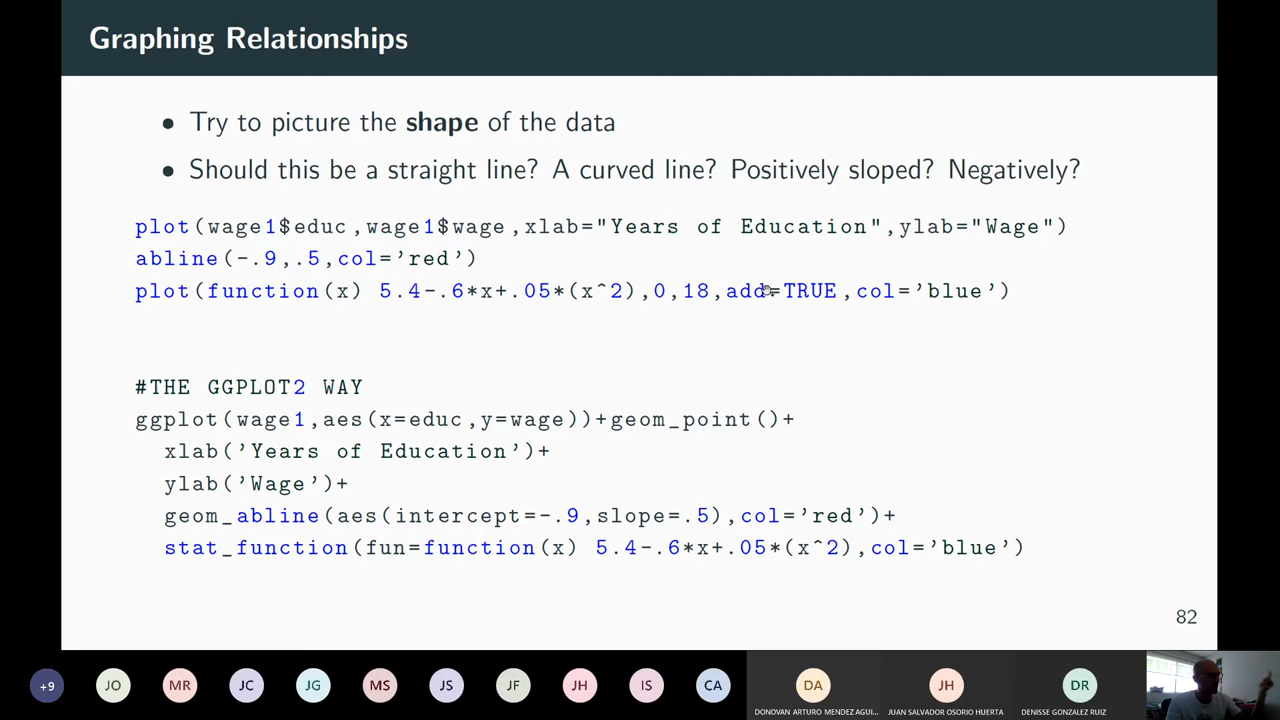 Graphing Relationships
• Try to picture the shape of the data
• Should this be a straight line? A curved line? Positively sloped? Negatively?
plot(wage1$educ,wage1$wage,xlab="Years of Education",ylab="Wage")
abline(-.9,.5,col='red')
plot(function(x) 5.4-.6*x+.05*(x^2),0,18,add=TRUE,col='blue')
#THE GGPLOT2 WAY
ggplot(wage1,aes(x=educ,y=wage))+geom_point()+
xlab('Years of Education')+
ylab('Wage')+
geom_abline(aes(intercept=-.9,slope=.5),col='red')+
stat_function(fun=function(x) 5.4-.6*x+.05*(x^2),col='blue')
82
+9 JO MR JC JG MS JS JF JH IS CA DA JH DR
DONOVAN ARTURO MENDEZ AGUI... JUAN SALVADOR OSORIO HUERTA DENISSE GONZALEZ RUIZ